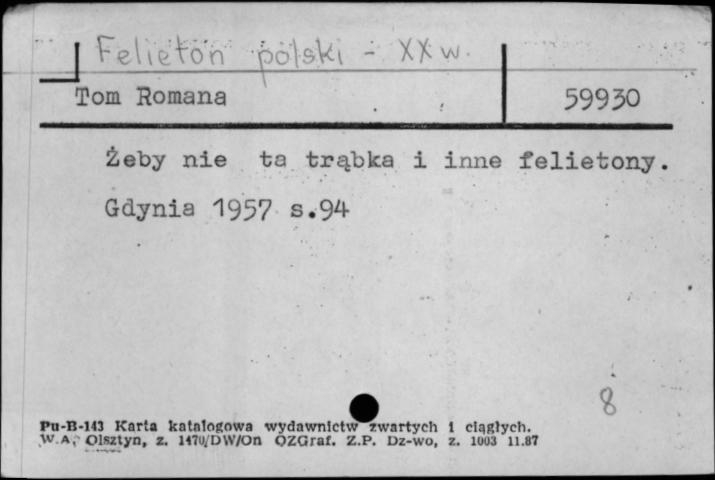 Felieton polski - XX w.
Tom Romana 59930
Żeby nie ta trąbka i inne felietony.
Gdynia 1957 s.94
8
Pu-B-143 Karta katalogowa wydawnictw zwartych i ciągłych.
W.A. Olsztyn, z. 1470/DW/On OZGraf. Z.P. Dz-wo, z. 1003 11.87